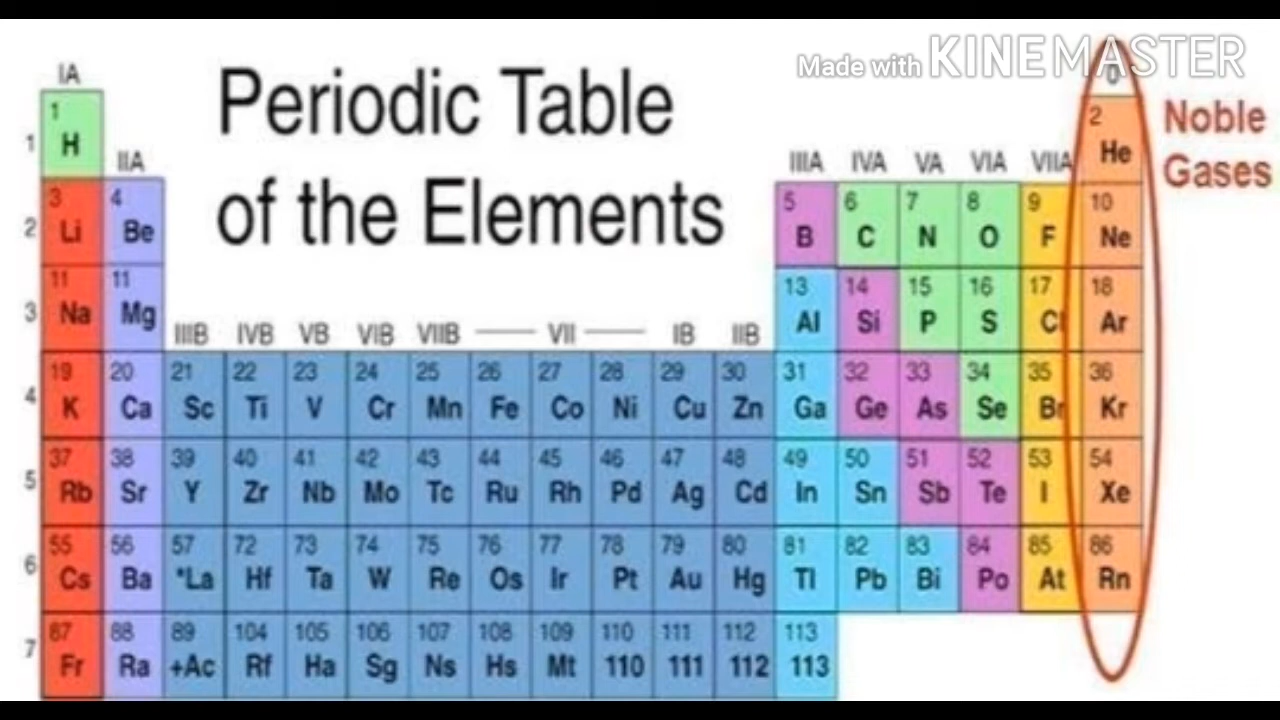 Made with KINEMASTER
IA
0
Periodic Table
of the Elements
Noble
Gases
1
1 H
IIA
IIIA IVA VA VIA VIIA
2 He
2
3 Li
4 Be
5 B
6 C
7 N
8 O
9 F
10 Ne
3
11 Na
11 Mg
IIIB IVB VB VIB VIIB VII IB IIB
13 Al
14 Si
15 P
16 S
17 Cl
18 Ar
4
19 K
20 Ca
21 Sc
22 Ti
23 V
24 Cr
25 Mn
26 Fe
27 Co
28 Ni
29 Cu
30 Zn
31 Ga
32 Ge
33 As
34 Se
35 Br
36 Kr
5
37 Rb
38 Sr
39 Y
40 Zr
41 Nb
42 Mo
43 Tc
44 Ru
45 Rh
46 Pd
47 Ag
48 Cd
49 In
50 Sn
51 Sb
52 Te
53 I
54 Xe
6
55 Cs
56 Ba
57 *La
72 Hf
73 Ta
74 W
75 Re
76 Os
77 Ir
78 Pt
79 Au
80 Hg
81 Tl
82 Pb
83 Bi
84 Po
85 At
86 Rn
7
87 Fr
88 Ra
89 +Ac
104 Rf
105 Ha
106 Sg
107 Ns
108 Hs
109 Mt
110 110
111 111
112 112
113 113